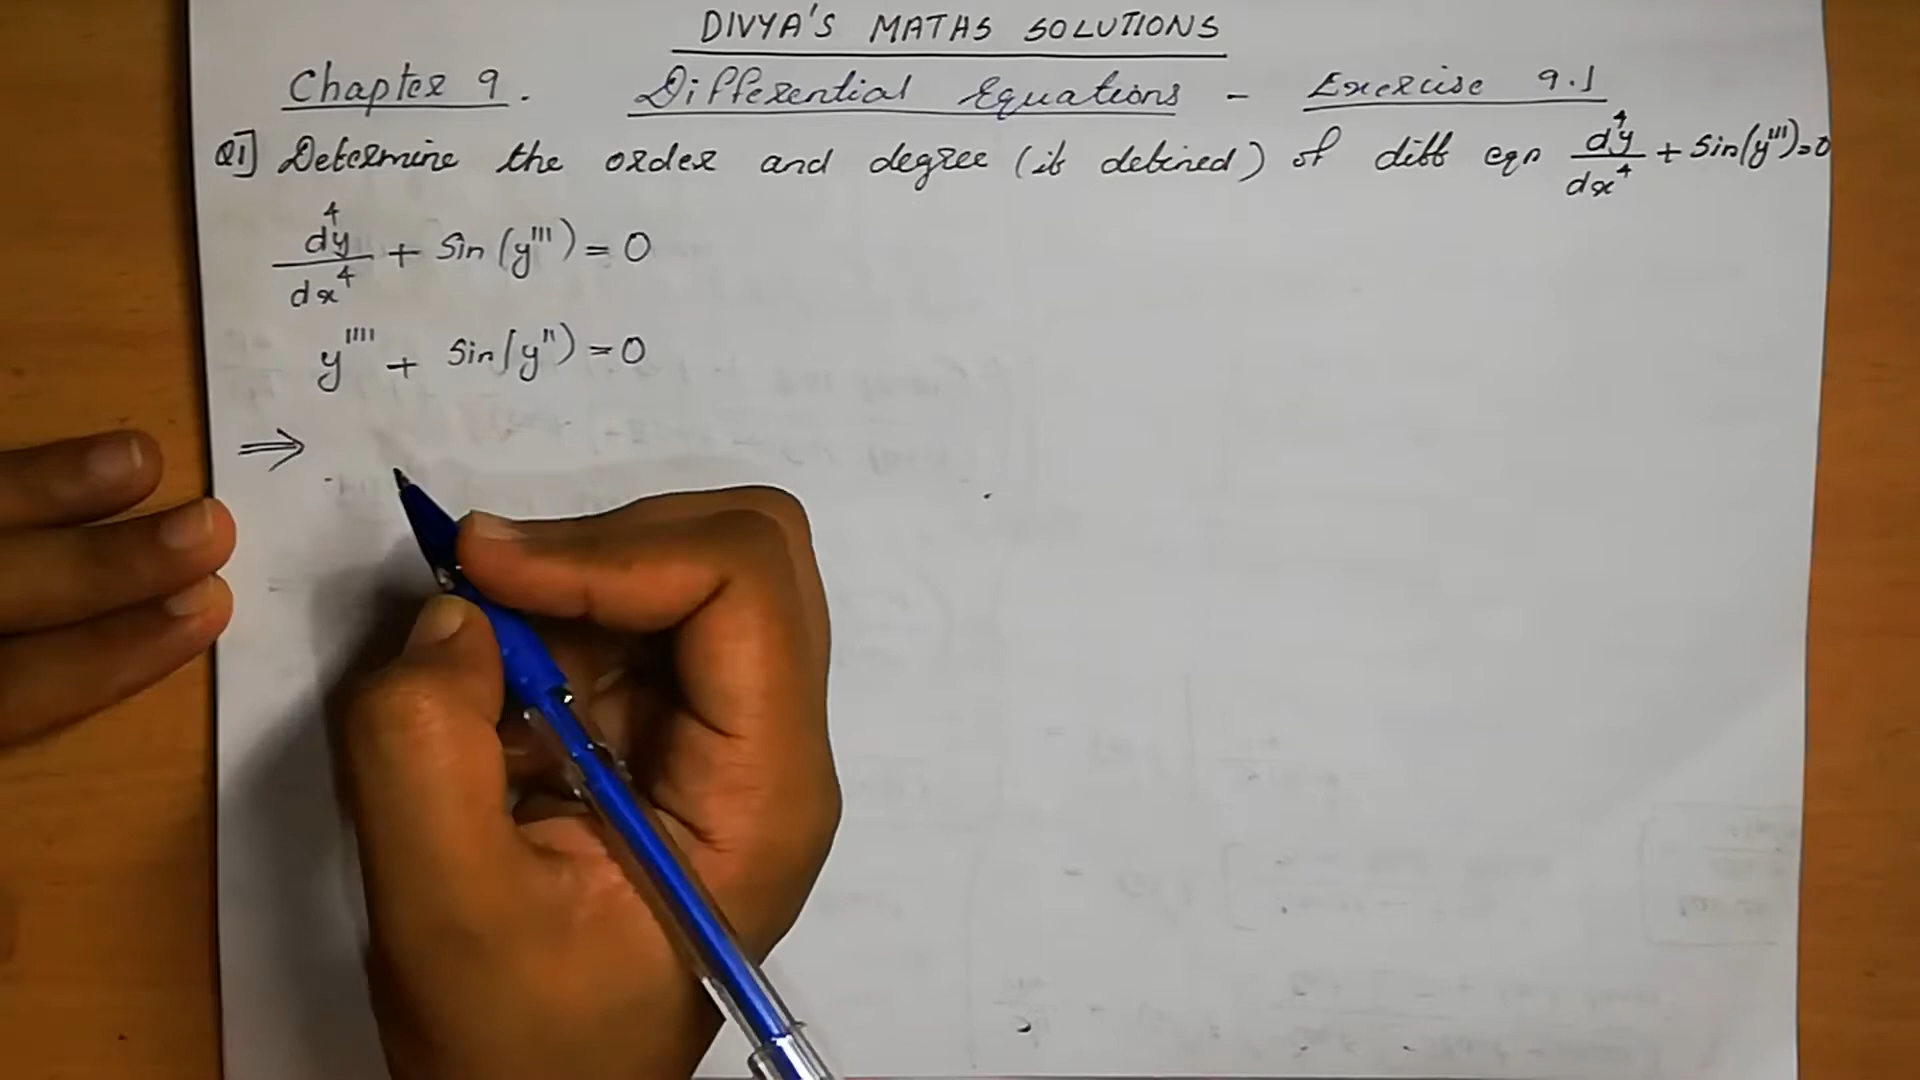 DIVYA'S MATHS SOLUTIONS
Chapter 9. Differential Equations - Exercise 9.1
Q1] Determine the order and degree (if defined) of diff eqn d⁴y/dx⁴ + Sin(y''')=0
d⁴y/dx⁴ + Sin(y''') = 0
y'''' + Sin(y'') = 0
⇒